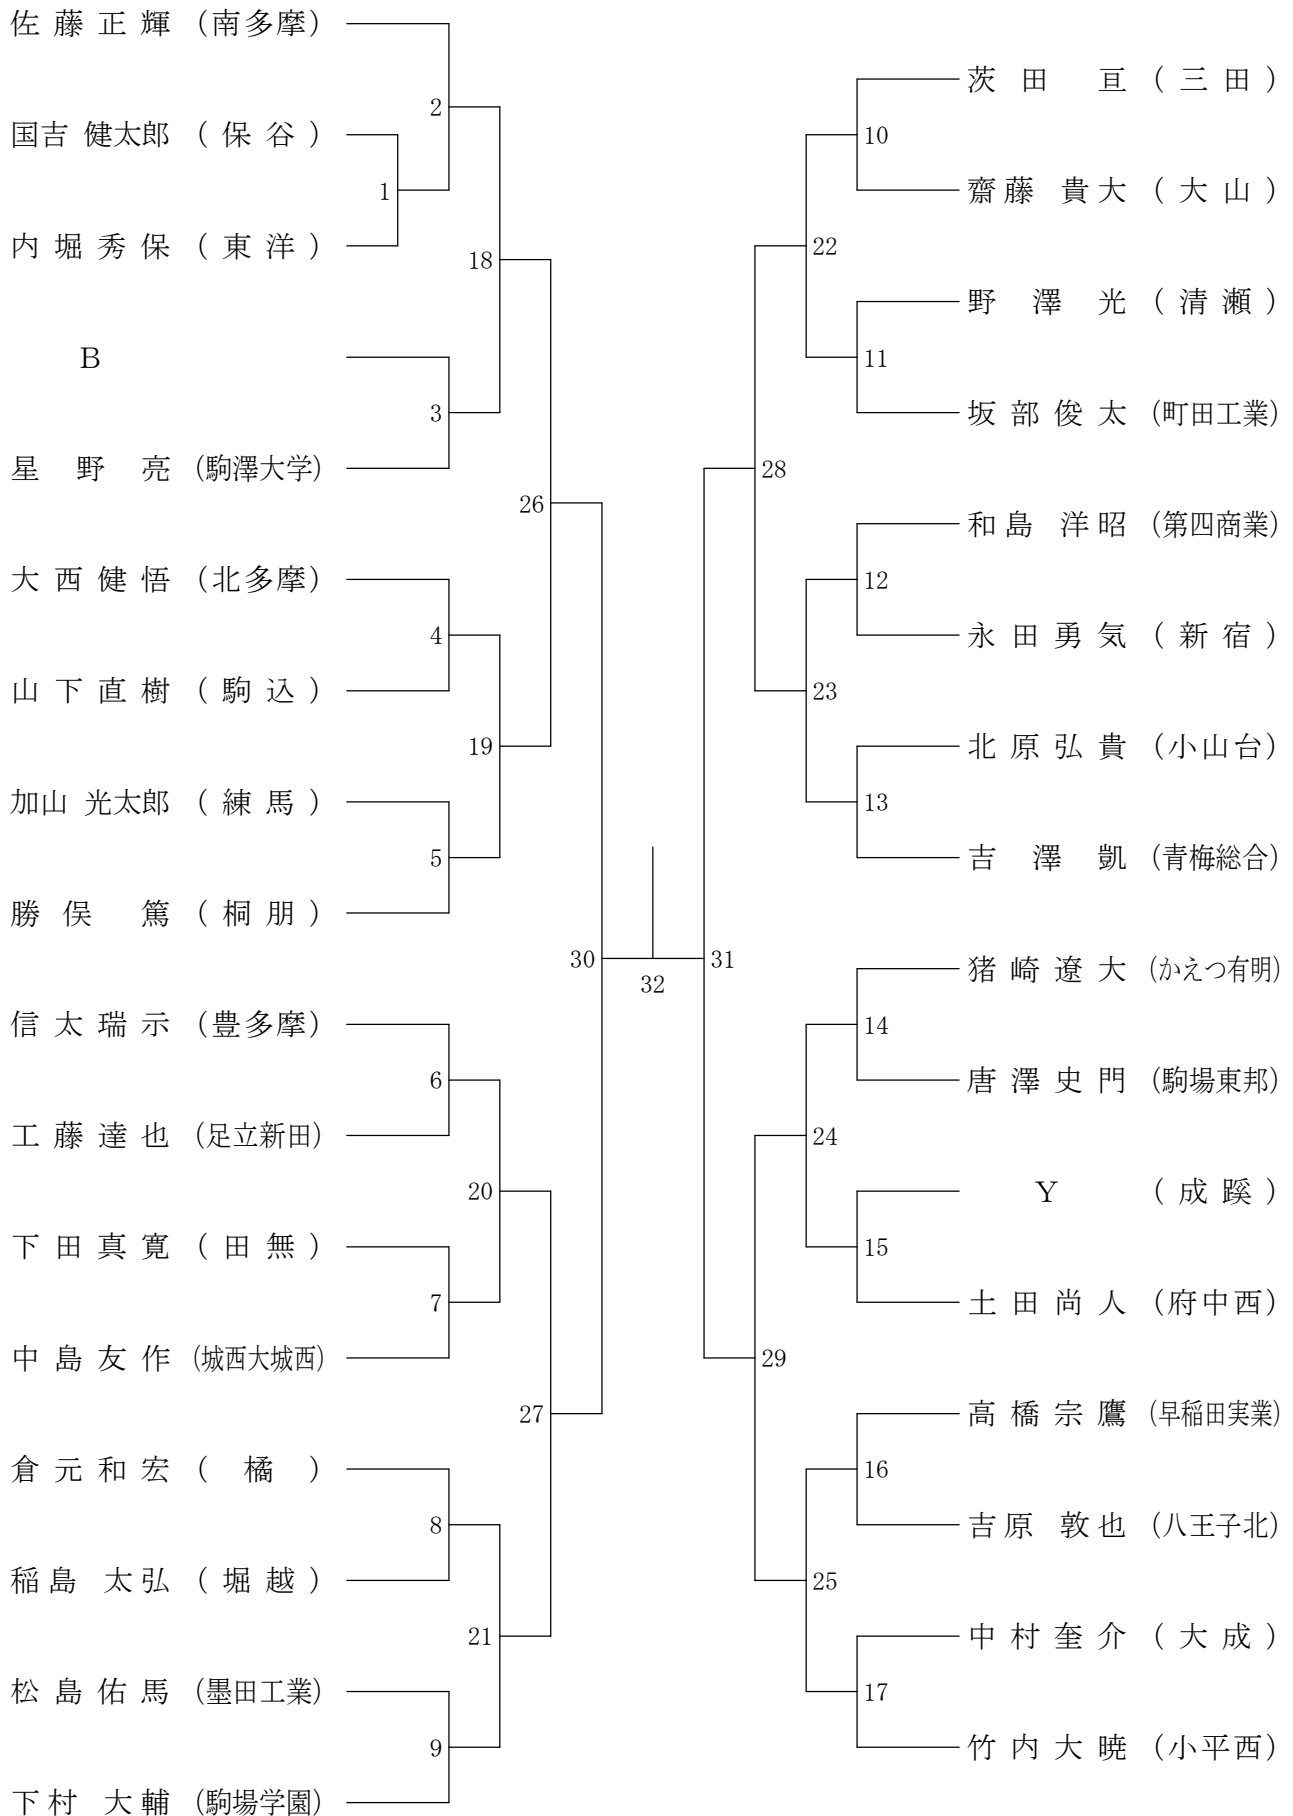 佐藤正輝 (南多摩)
国吉 健太郎 (保谷)
内堀秀保 (東洋)
B
星野 亮 (駒澤大学)
大西健悟 (北多摩)
山下直樹 (駒込)
加山 光太郎 (練馬)
勝俣 篤 (桐朋)
信太瑞示 (豊多摩)
工藤達也 (足立新田)
下田真寛 (田無)
中島友作 (城西大城西)
倉元和宏 (橘)
稲島 太弘 (堀越)
松島佑馬 (墨田工業)
下村 大輔 (駒場学園)
1
2
3
4
5
6
7
8
9
18
19
20
21
26
27
30
32
31
28
29
22
23
24
25
10
11
12
13
14
15
16
17
茨田 亘 (三田)
齋藤 貴大 (大山)
野澤 光 (清瀬)
坂部俊太 (町田工業)
和島 洋昭 (第四商業)
永田勇気 (新宿)
北原弘貴 (小山台)
吉澤 凱 (青梅総合)
猪崎遼大 (かえつ有明)
唐澤史門 (駒場東邦)
Y (成蹊)
土田尚人 (府中西)
高橋宗鷹 (早稲田実業)
吉原 敦也 (八王子北)
中村奎介 (大成)
竹内大暁 (小平西)